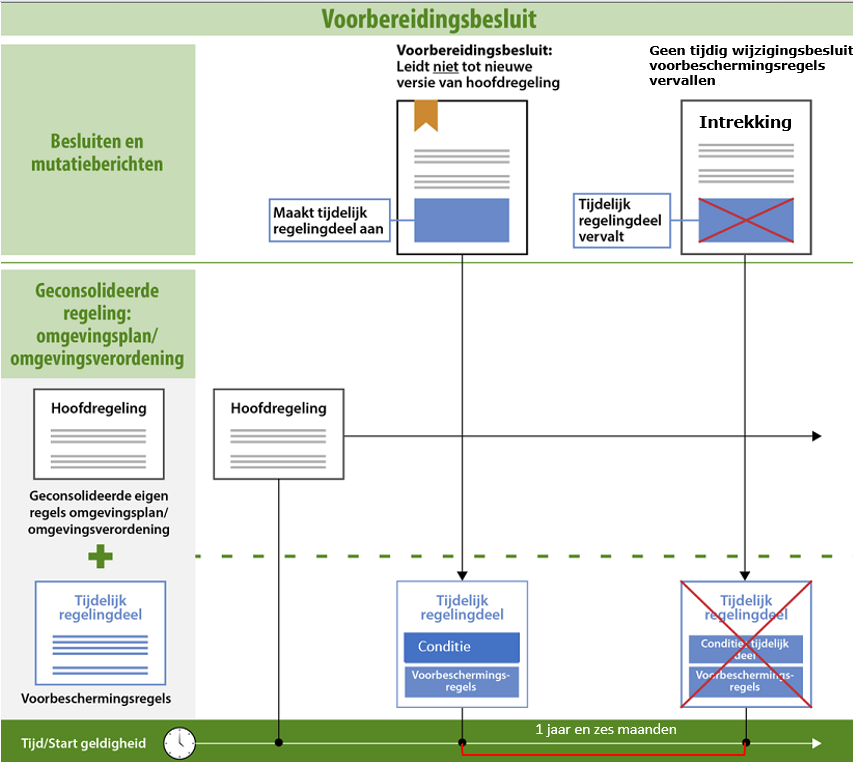 Voorbereidingsbesluit
Besluiten en
mutatieberichten
Voorbereidingsbesluit:
Leidt niet tot nieuwe
versie van hoofdregeling
Geen tijdig wijzigingsbesluit
voorbeschermingsregels
vervallen
Maakt tijdelijk
regelingdeel aan
Intrekking
Tijdelijk
regelingdeel
vervalt
Geconsolideerde
regeling:
omgevingsplan/
omgevingsverordening
Hoofdregeling
Hoofdregeling
Geconsolideerde eigen
regels omgevingsplan/
omgevingsverordening
Tijdelijk
regelingdeel
Voorbeschermingsregels
Tijdelijk
regelingdeel
Conditie
Voorbeschermings-
regels
Tijdelijk
regelingdeel
Conditie tijdelijk
deel
Voorbeschermings-
regels
Tijd/Start geldigheid
1 jaar en zes maanden